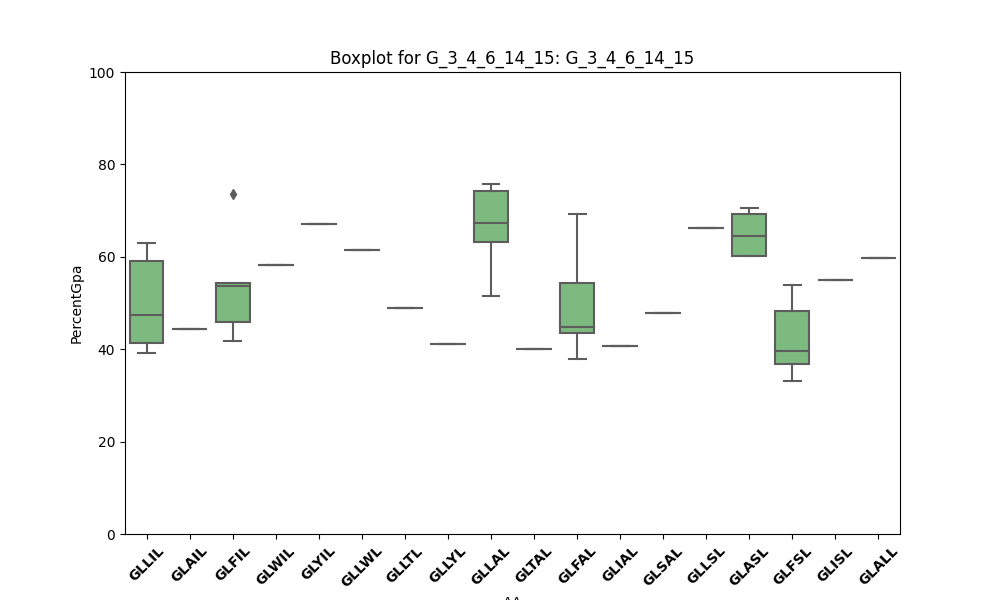 Boxplot for G_3_4_6_14_15: G_3_4_6_14_15
100
80
60
40
20
0
PercentGpa
GLLIL
GLAIL
GLFIL
GLWIL
GLYIL
GLLWL
GLLTL
GLLYL
GLLAL
GLTAL
GLFAL
GLIAL
GLSAL
GLLSL
GLASL
GLFSL
GLISL
GLALL